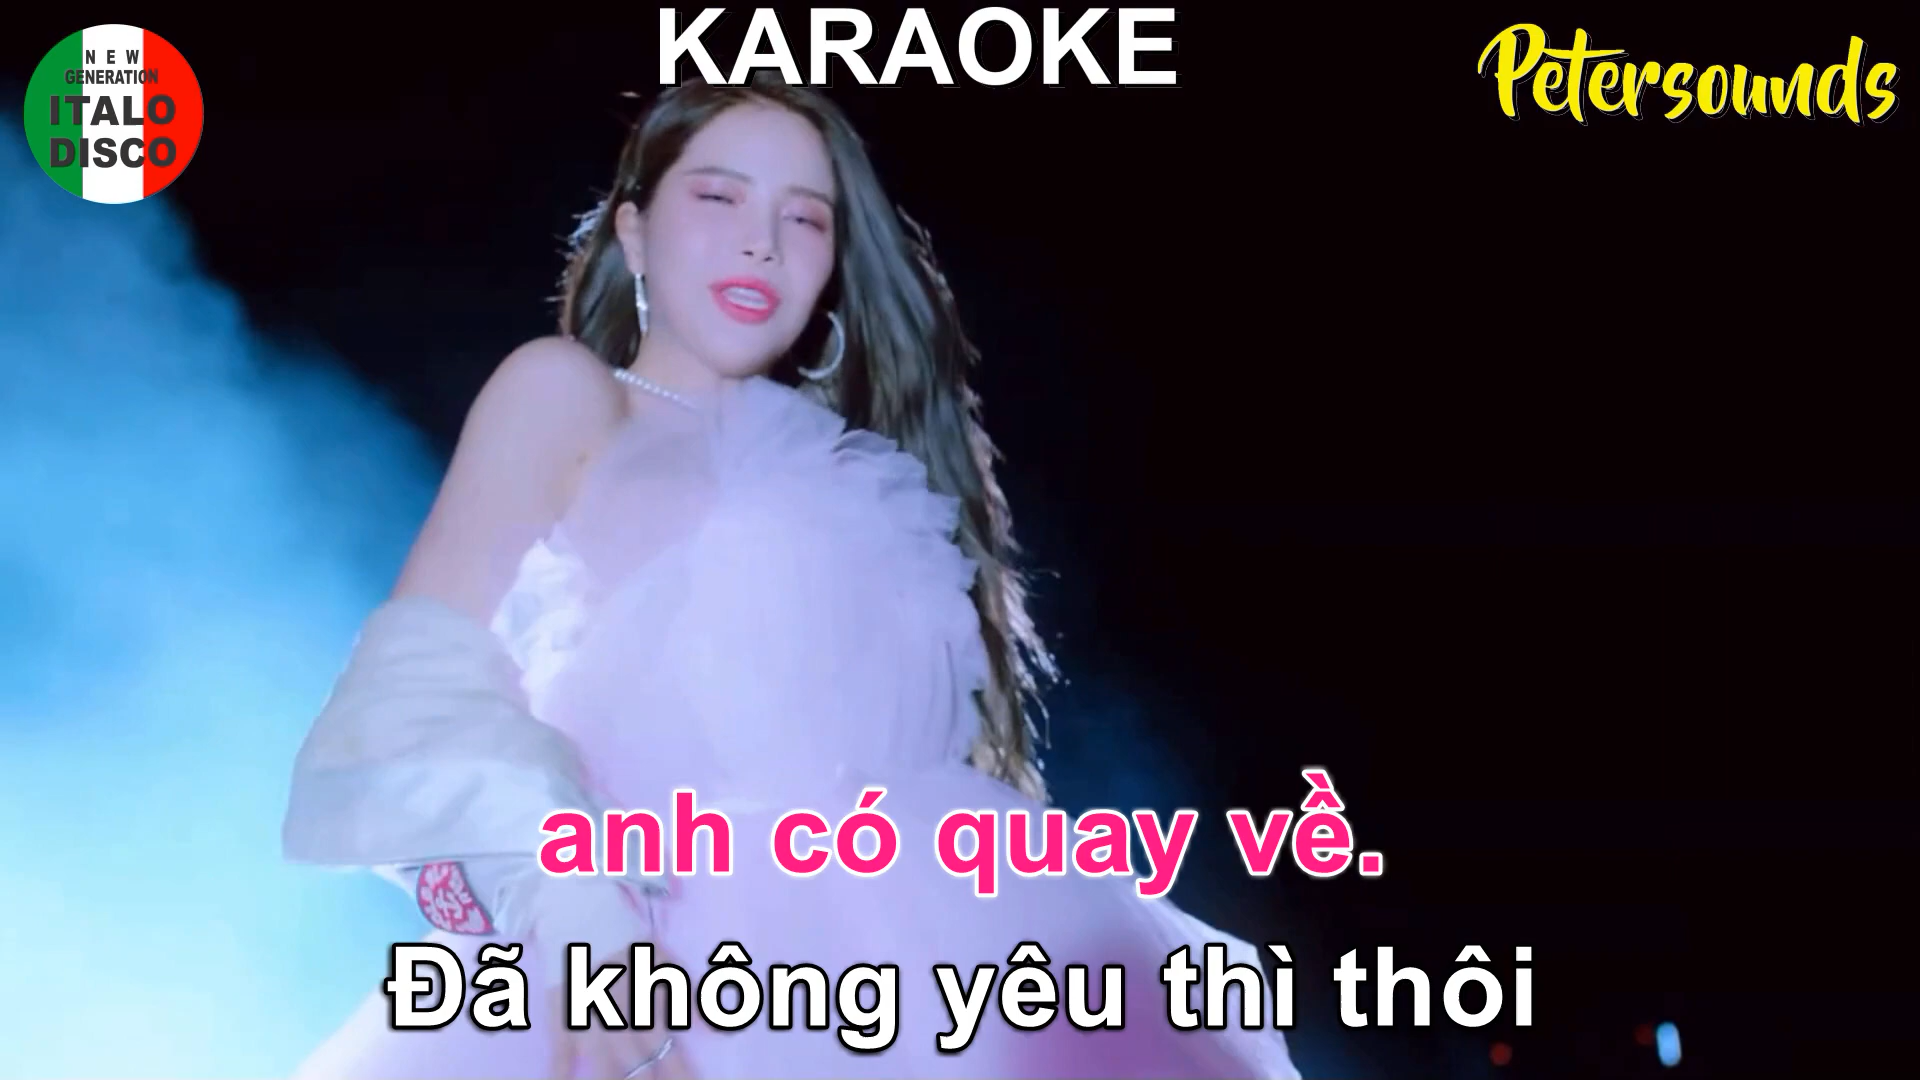 KARAOKE
Petersounds
NEW
GENERATION
ITALO
DISCO
anh có quay về.
Đã không yêu thì thôi